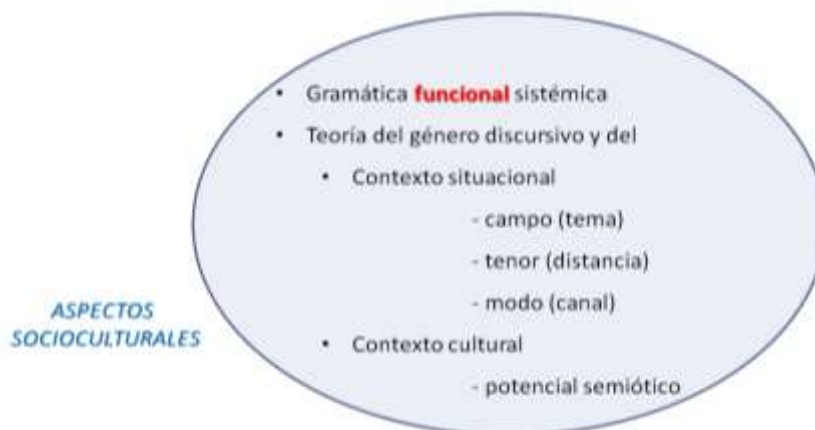 • Gramática funcional sistémica
• Teoría del género discursivo y del
• Contexto situacional
- campo (tema)
- tenor (distancia)
- modo (canal)
ASPECTOS
SOCIOCULTURALES
• Contexto cultural
- potencial semiótico